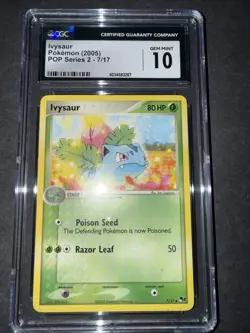 CGC
CERTIFIED GUARANTY COMPANY
Ivysaur
Pokémon (2005)
POP Series 2 - 7/17
GEM MINT
10
Ivysaur
80 HP
Poison Seed
The Defending Pokémon is now Poisoned.
Razor Leaf 50